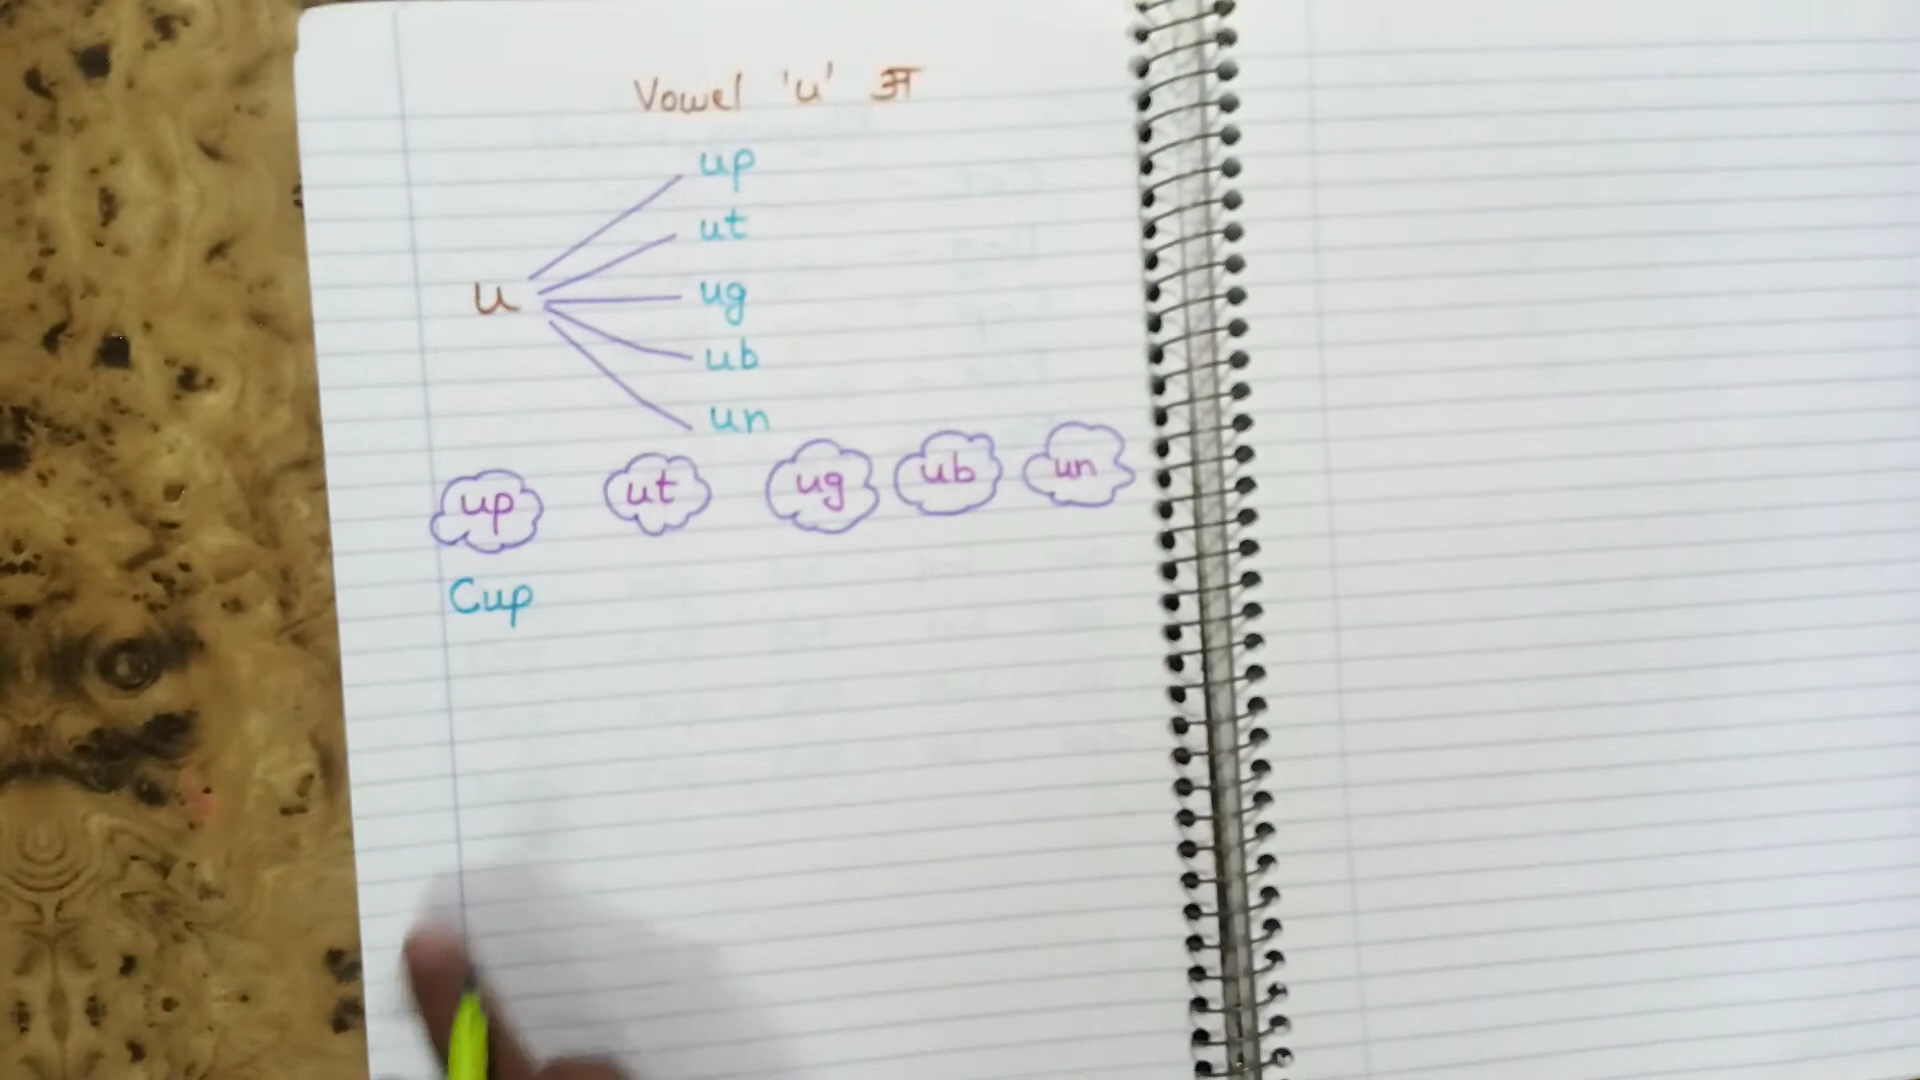 Vowel 'u' अ
up
ut
u ug
ub
un
up ut ug ub un
Cup